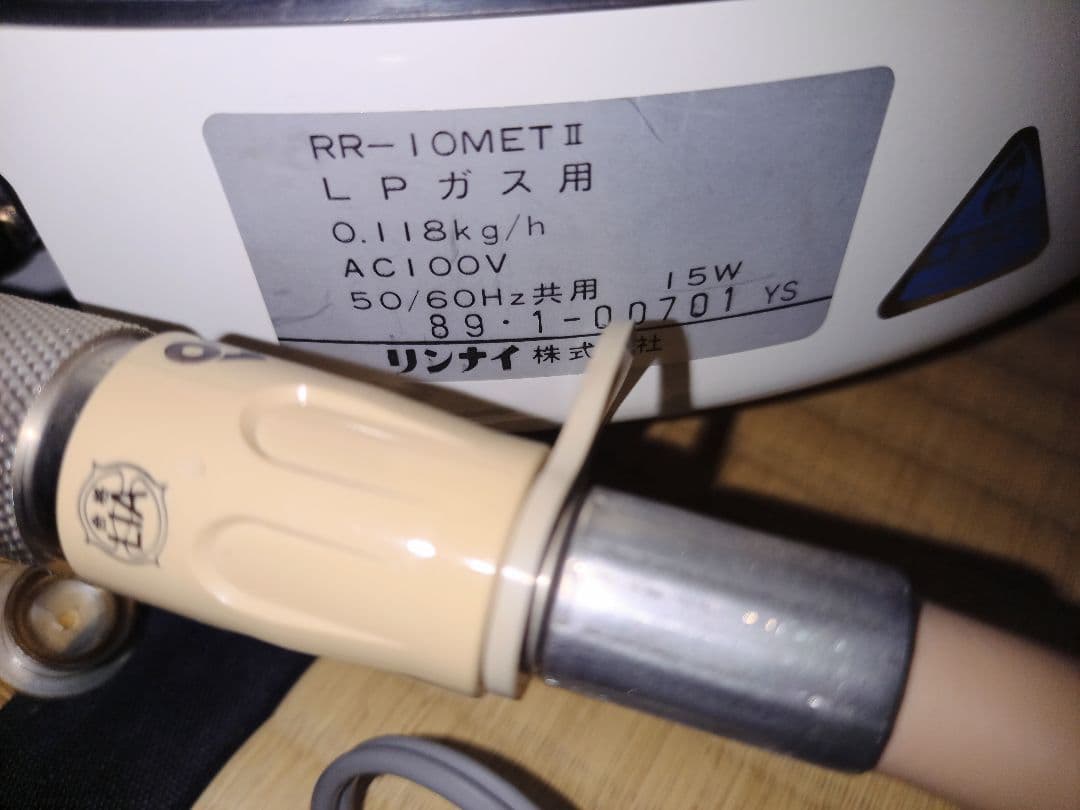 RR-10METⅡ
LPガス用
0.118kg/h
AC100V
50/60Hz共用 15W
89.1-00701 YS
リンナイ株式 社
LIA